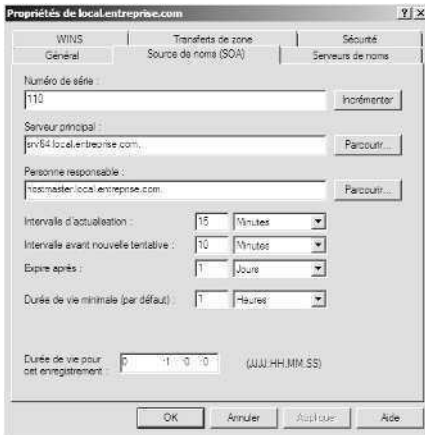 Propriétés de local.entreprise.com
WINS Transferts de zone Sécurité
Général Source de noms (SOA) Serveurs de noms
Numéro de série :
110 Incrémenter
Serveur principal :
srv64.local.entreprise.com. Parcourir...
Personne responsable :
hostmaster.local.entreprise.com. Parcourir...
Intervalle d'actualisation : 15 Minutes
Intervalle avant nouvelle tentative : 10 Minutes
Expire après : 1 Jours
Durée de vie minimale (par défaut) : 1 Heures
Durée de vie pour
cet enregistrement : 0 :1 :0 :0 (JJJJ:HH.MM.SS)
OK Annuler Appliquer Aide